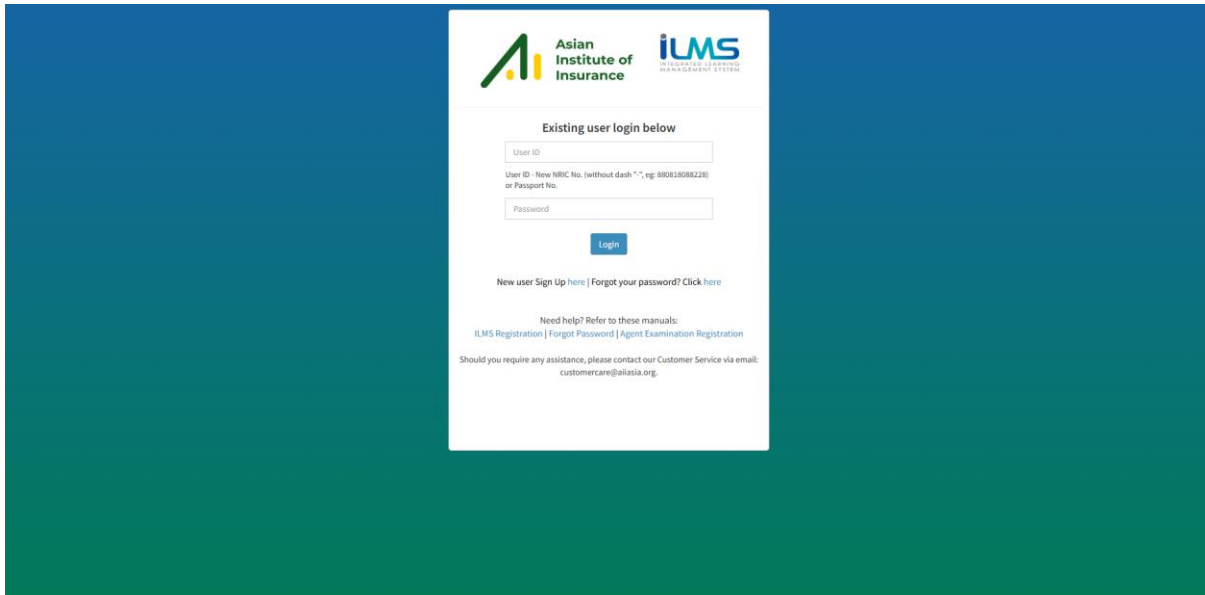 Asian
Institute of
Insurance
iLMS
INTEGRATED LEARNING
MANAGEMENT SYSTEM
Existing user login below
User ID
User ID - New NRIC No. (without dash "-", eg: 880818088228)
or Passport No.
Password
Login
New user Sign Up here | Forgot your password? Click here
Need help? Refer to these manuals:
ILMS Registration | Forgot Password | Agent Examination Registration
Should you require any assistance, please contact our Customer Service via email:
customercare@aiiasia.org.